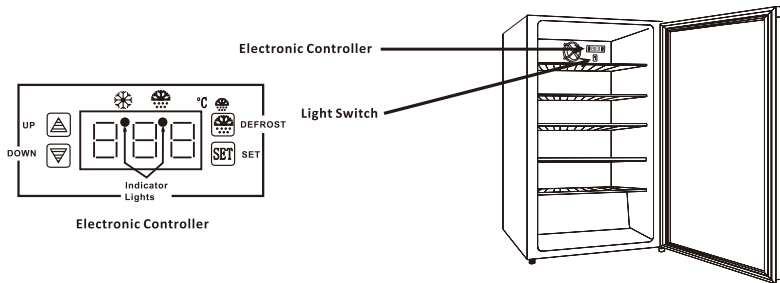 Electronic Controller
Light Switch
°C
UP
DEFROST
DOWN
SET SET
Indicator
Lights
Electronic Controller